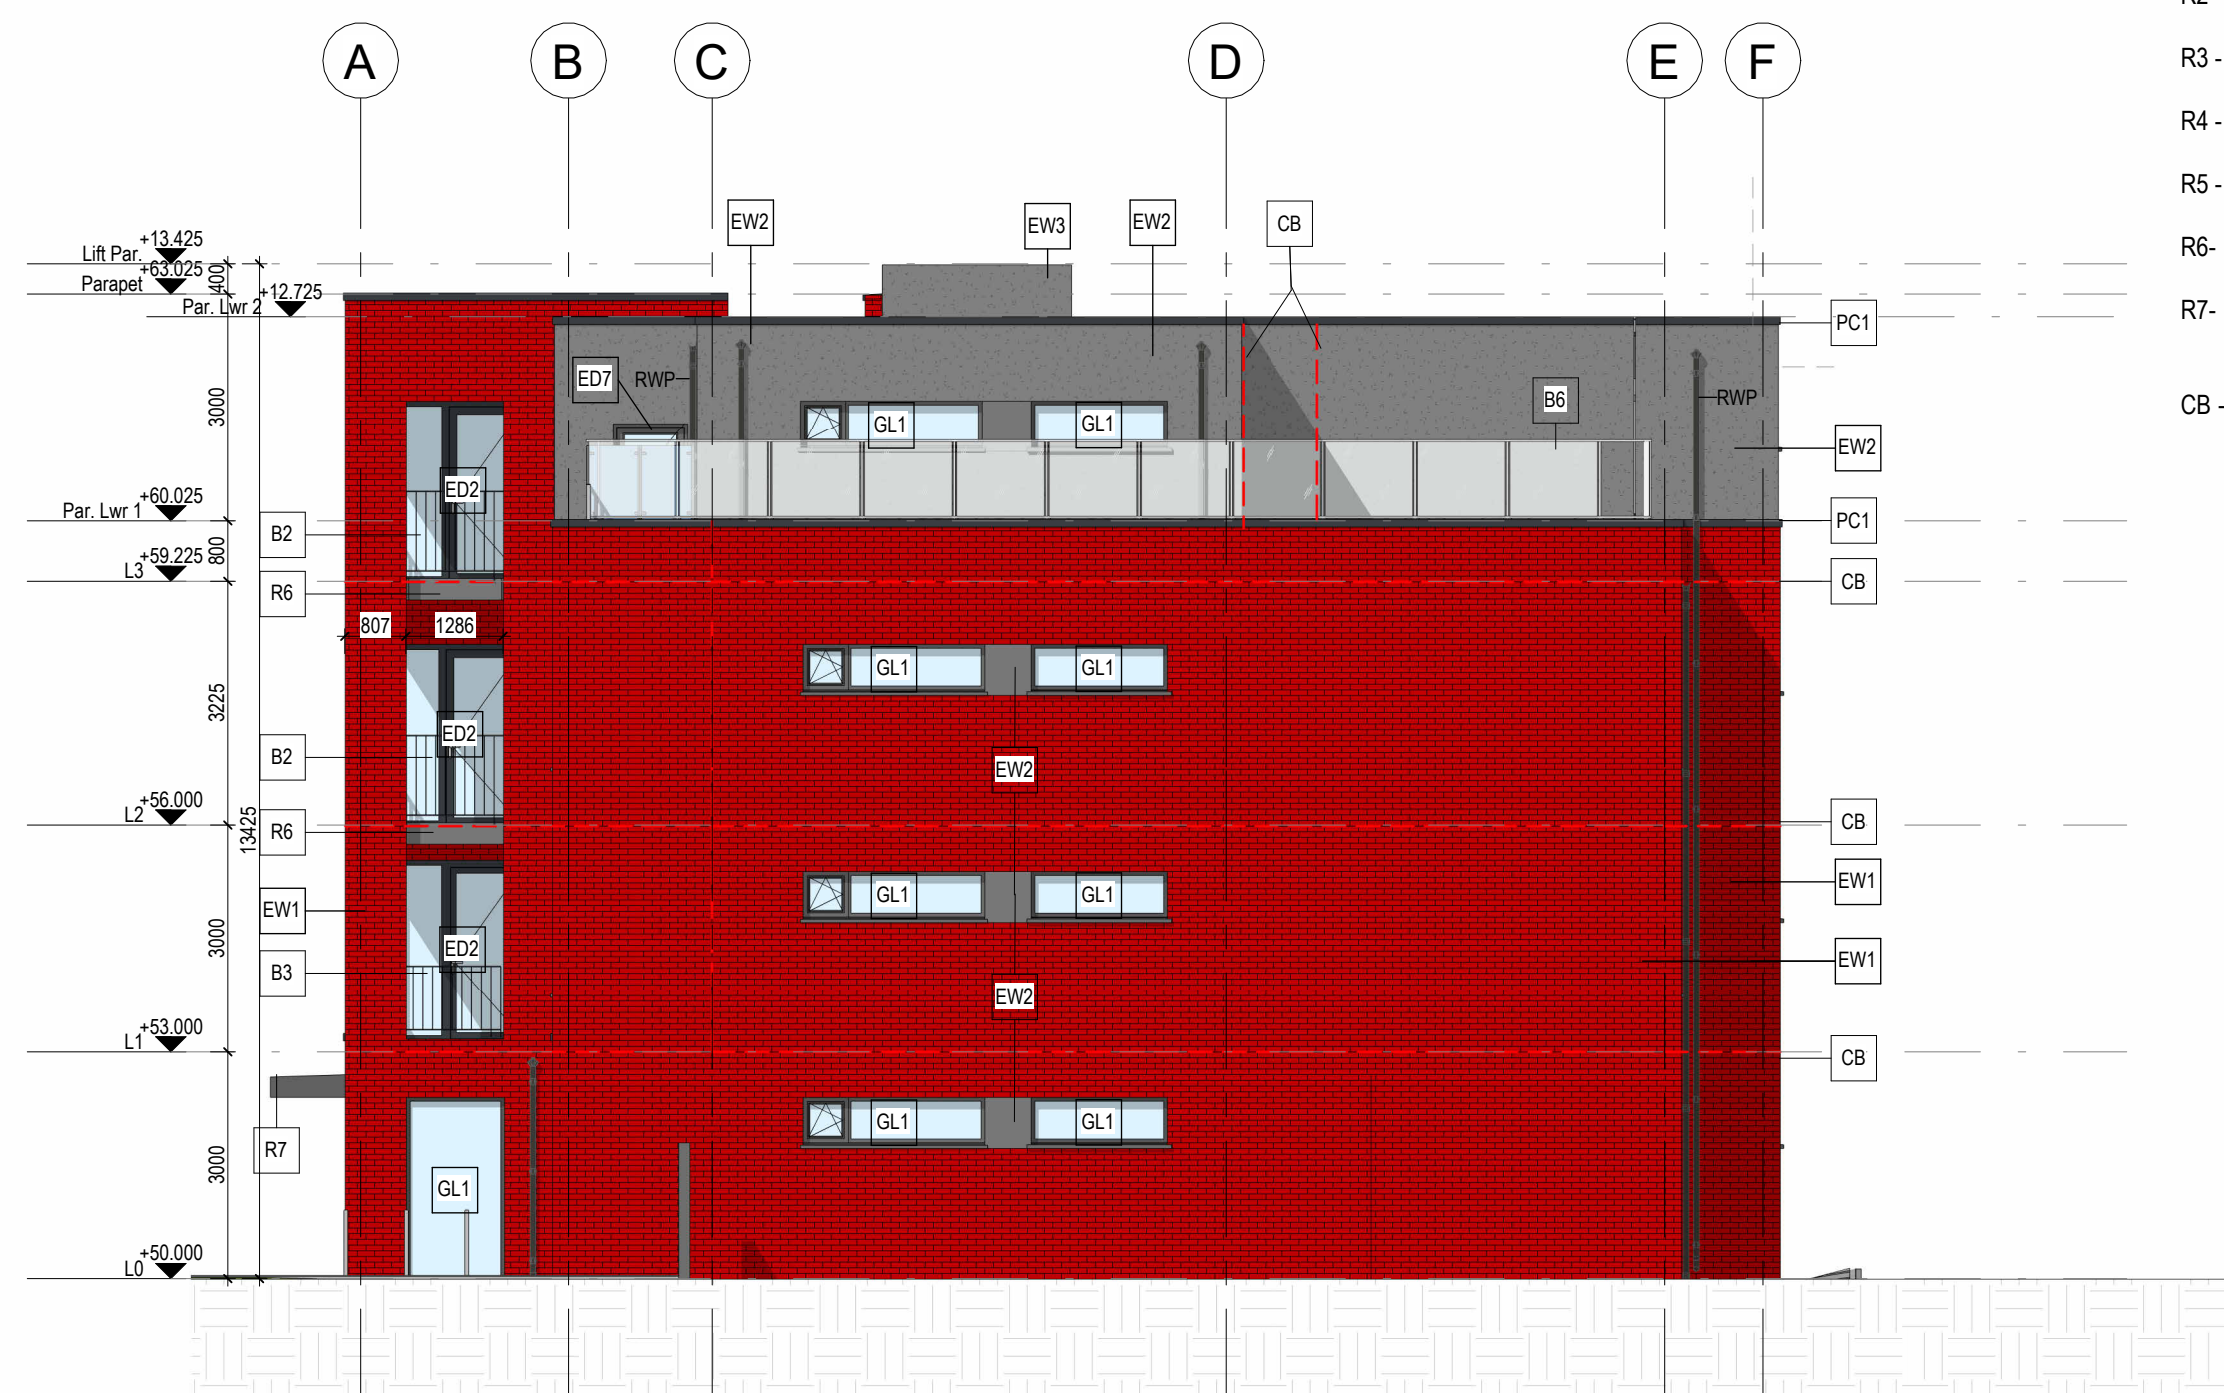 R3 -
R4 -
R5 -
R6-
R7-
CB -
A B C D E F
EW2 EW3 EW2 CB
+13.425
Lift Par.
+63.025
Parapet
+12.725
Par. Lwr 2
400
PC1
ED7 RWP
RWP
B6
3000
GL1 GL1
EW2
ED2
+60.025
Par. Lwr 1
PC1
B2
800
+59.225
L3
CB
R6
807 1286
GL1 GL1
3225
ED2
B2
EW2
+56.000
L2
CB
R6
13425
EW1
GL1 GL1
EW1
3000
ED2
B3
EW1
EW2
+53.000
L1
CB
GL1 GL1
R7
3000
GL1
+50.000
L0